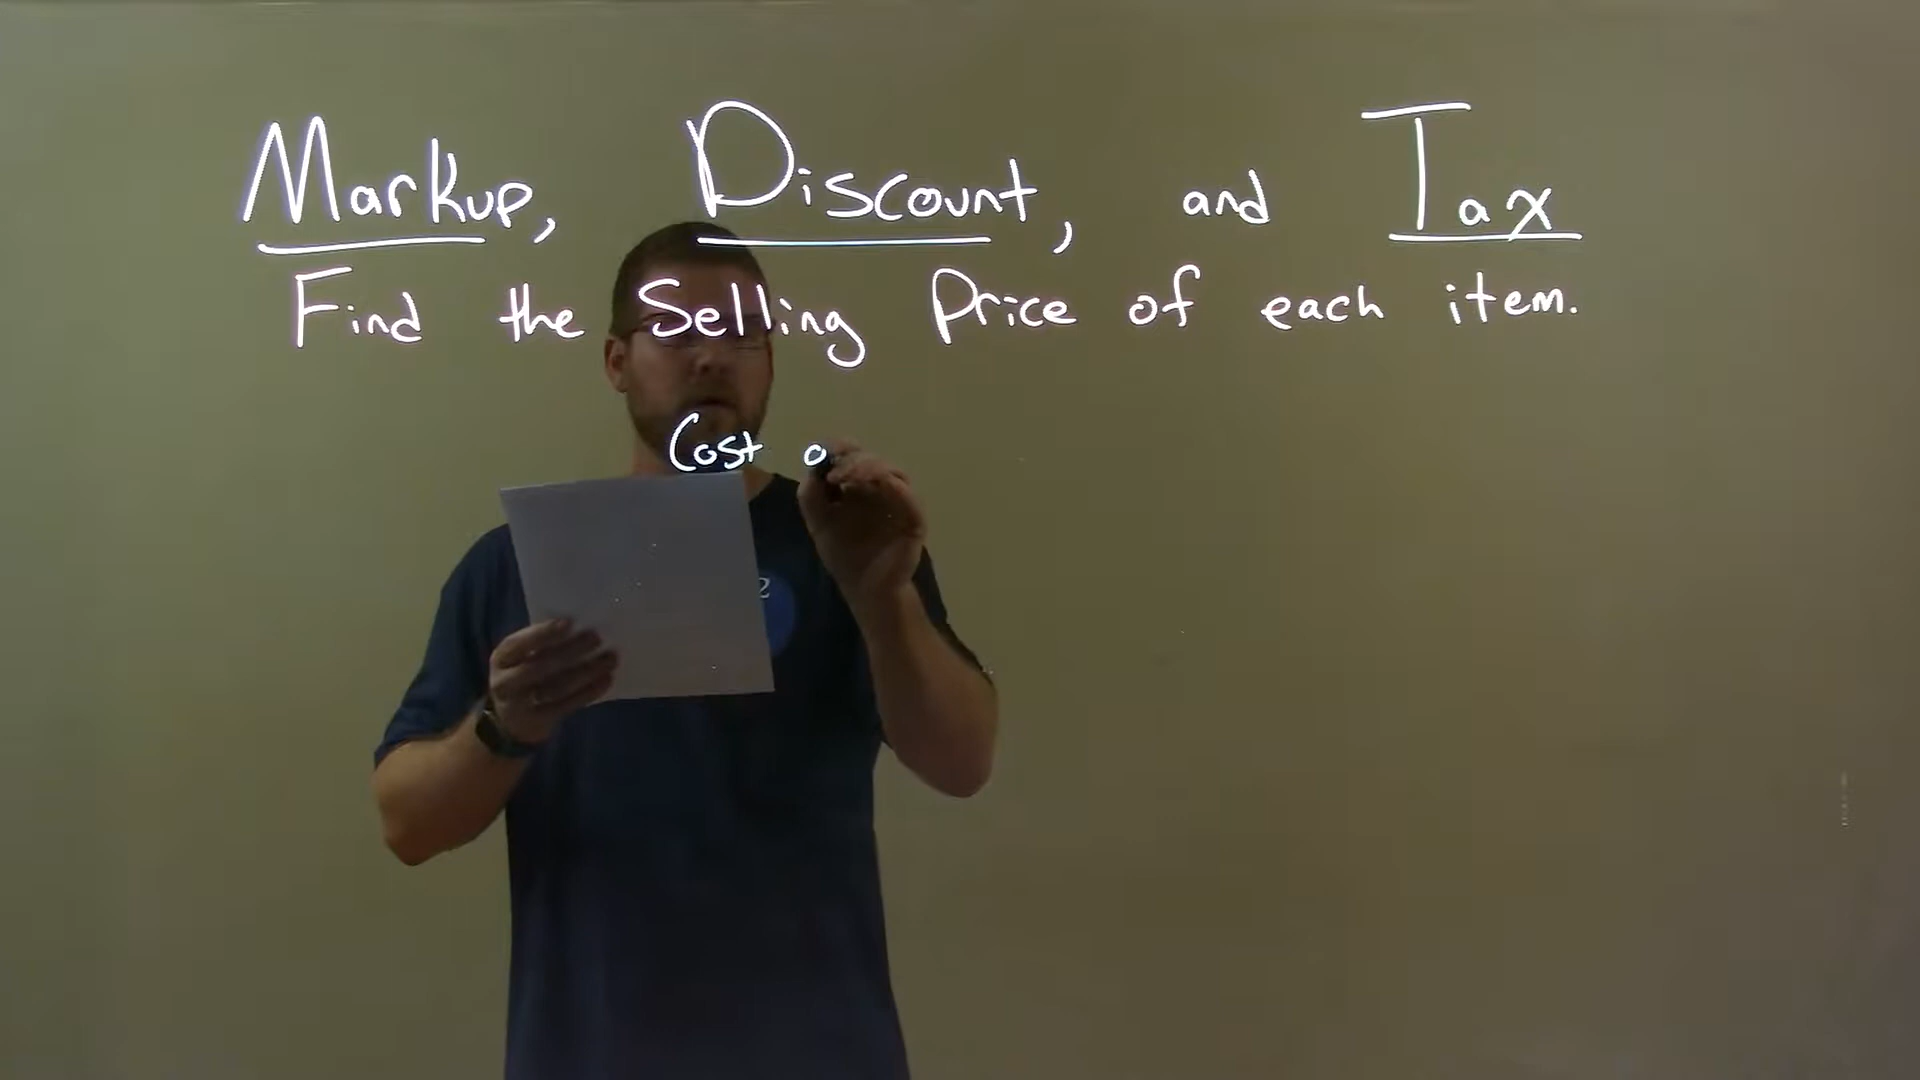 Markup, Discount, and Tax
Find the Selling Price of each item.
Cost o